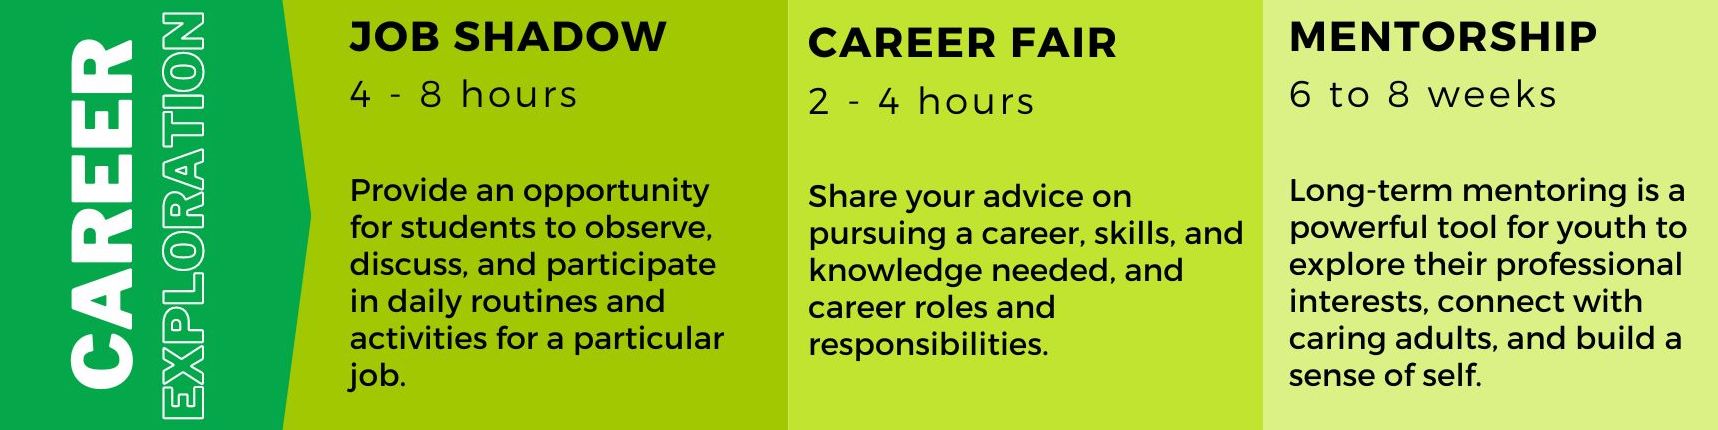 CAREER
EXPLORATION
JOB SHADOW
4 - 8 hours
Provide an opportunity
for students to observe,
discuss, and participate
in daily routines and
activities for a particular
job.
CAREER FAIR
2 - 4 hours
Share your advice on
pursuing a career, skills, and
knowledge needed, and
career roles and
responsibilities.
MENTORSHIP
6 to 8 weeks
Long-term mentoring is a
powerful tool for youth to
explore their professional
interests, connect with
caring adults, and build a
sense of self.